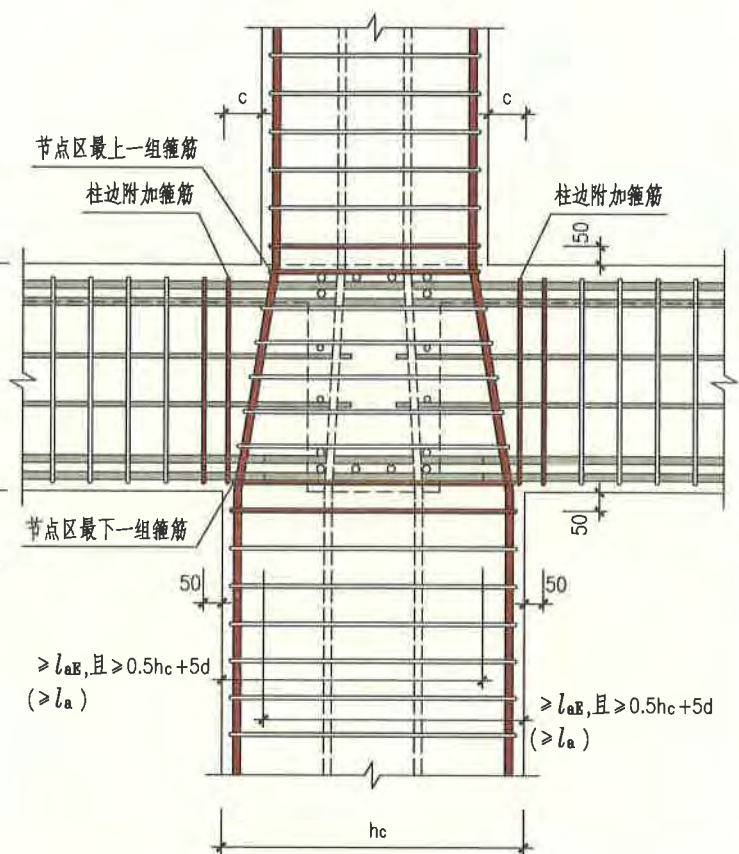 c
c
节点区最上一组箍筋
柱边附加箍筋
柱边附加箍筋
50
节点区最下一组箍筋
50
50
50
≥laE,且≥0.5hc+5d
(≥la)
≥laE,且≥0.5hc+5d
(≥la)
hc